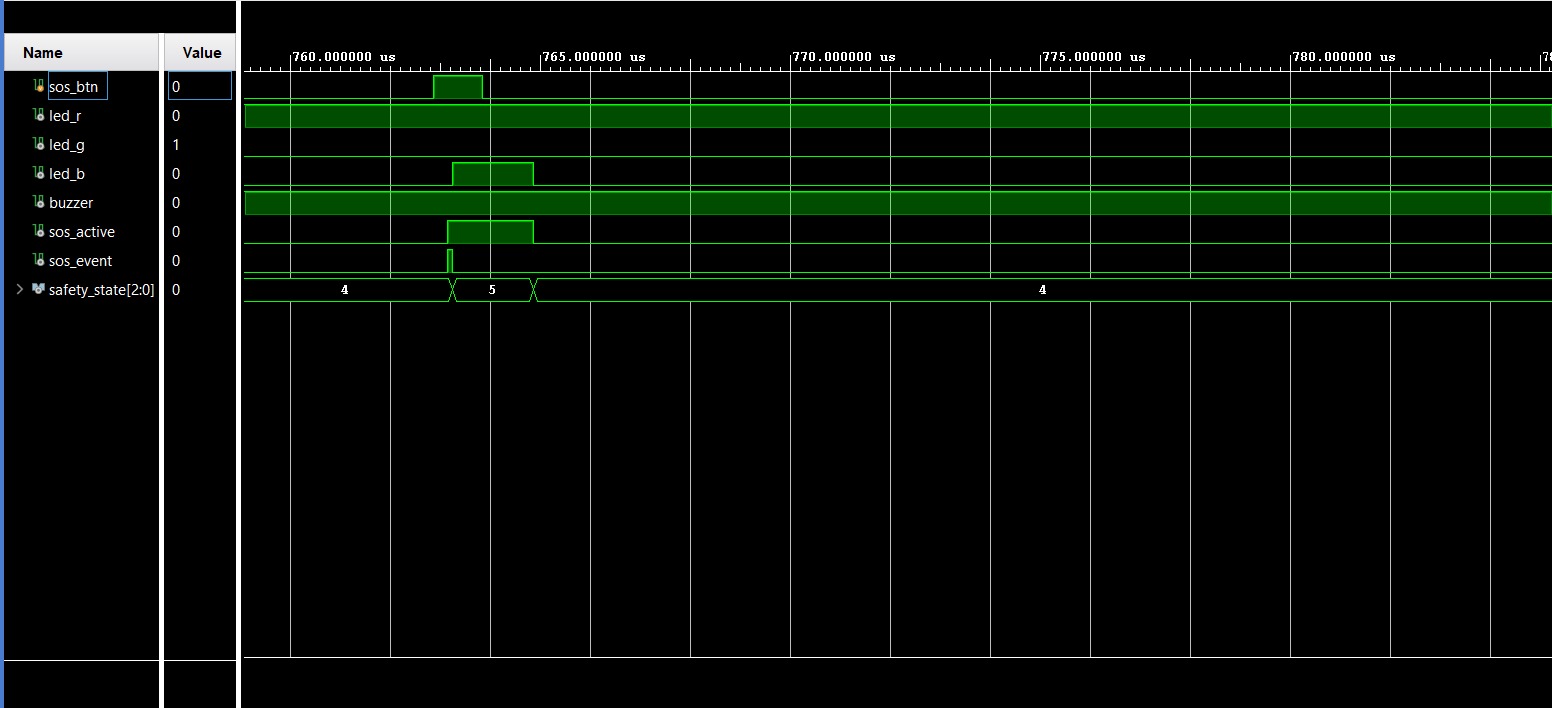 Name Value
760.000000 us 765.000000 us 770.000000 us 775.000000 us 780.000000 us
sos_btn 0
led_r 0
led_g 1
led_b 0
buzzer 0
sos_active 0
sos_event 0
safety_state[2:0] 0 4 5 4